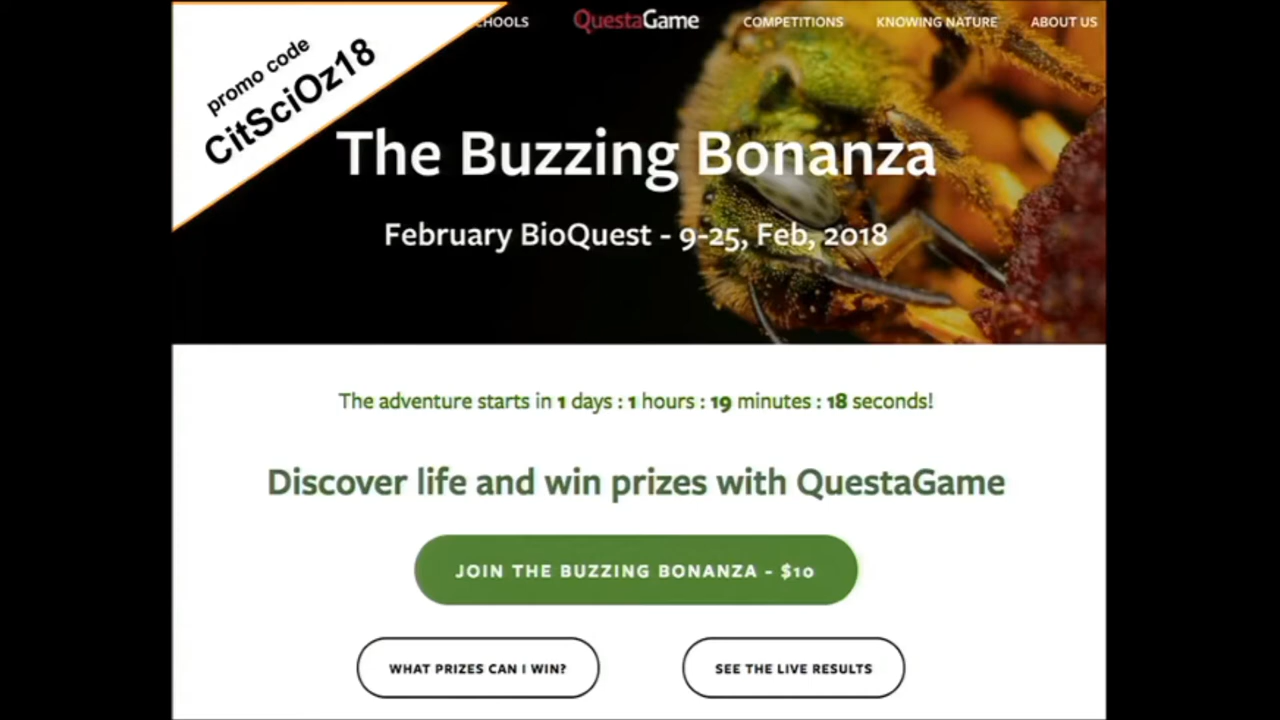 promo code
CitSciOz18
QuestaGame
COMPETITIONS
KNOWING NATURE
ABOUT US
The Buzzing Bonanza
February BioQuest - 9-25, Feb, 2018
The adventure starts in 1 days : 1 hours : 19 minutes : 18 seconds!
Discover life and win prizes with QuestaGame
JOIN THE BUZZING BONANZA - $10
WHAT PRIZES CAN I WIN?
SEE THE LIVE RESULTS